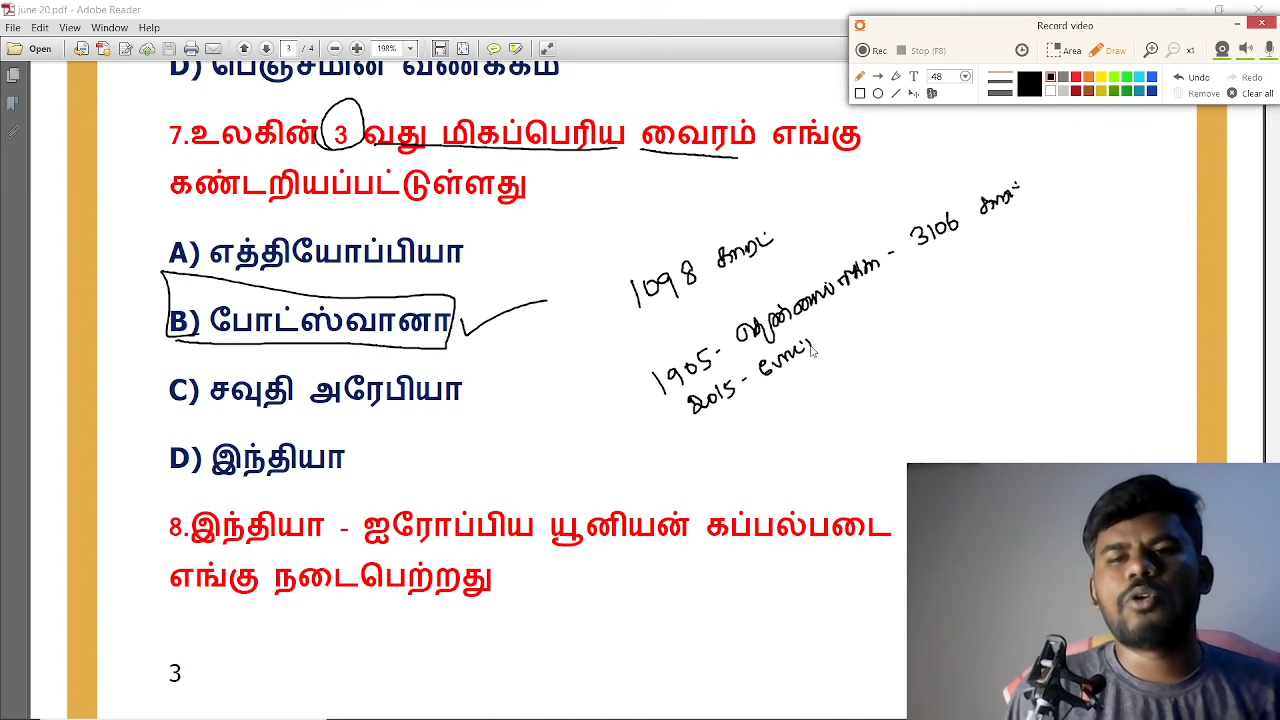 june 20.pdf - Adobe Reader
File Edit View Window Help
Open 3 / 4 198%
Record video
Rec Stop (F8) Area Draw x1
T 48 Undo Redo
Remove Clear all
D) பெஞ்சமின் வணக்கம்
7.உலகின் 3 வது மிகப்பெரிய வைரம் எங்கு
கண்டறியப்பட்டுள்ளது
A) எத்தியோப்பியா
B) போட்ஸ்வானா
C) சவுதி அரேபியா
D) இந்தியா
1098 காரட்
1905 - தென்னாப்ரிக்கா - 3106 காரட்
2015 - போட்
8.இந்தியா - ஐரோப்பிய யூனியன் கப்பல்படை
எங்கு நடைபெற்றது
3